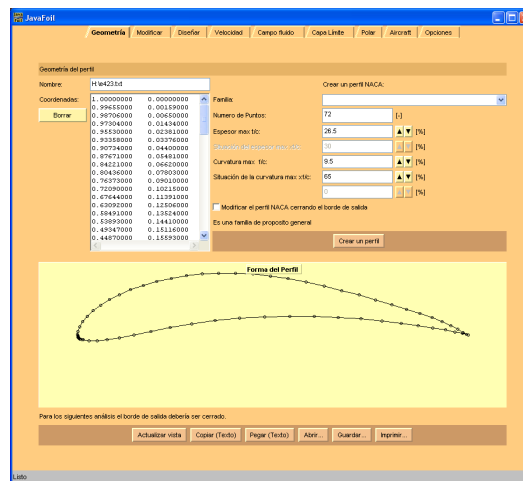 JavaFoil
Geometría Modificar Diseñar Velocidad Campo fluido Capa Límite Polar Aircraft Opciones
Geometría del perfil
Nombre: H:\e423.txt Crear un perfil NACA:
Coordenadas: 1.00000000 0.00000000 Familia:
0.99655000 0.00159000
Borrar 0.98706000 0.00650000 Numero de Puntos: 72 [-]
0.97304000 0.01434000
0.95530000 0.02381000 Espesor max t/c: 26.5 [%]
0.93358000 0.03376000
0.90734000 0.04400000 Situación del espesor max xt/c: 30 [%]
0.87671000 0.05481000
0.84221000 0.06620000 Curvatura max f/c: 9.5 [%]
0.80436000 0.07803000
0.76373000 0.09010000 Situación de la curvatura max xf/c: 65 [%]
0.72090000 0.10215000
0.67644000 0.11391000 0 [%]
0.63092000 0.12506000
0.58491000 0.13524000 Modificar el perfil NACA cerrando el borde de salida
0.53893000 0.14410000
0.49347000 0.15116000 Es una familia de proposito general
0.44870000 0.15593000
Crear un perfil
Forma del Perfil
Para los siguientes análisis el borde de salida debería ser cerrado.
Actualizar vista Copiar (Texto) Pegar (Texto) Abrir... Guardar... Imprimir...
Listo